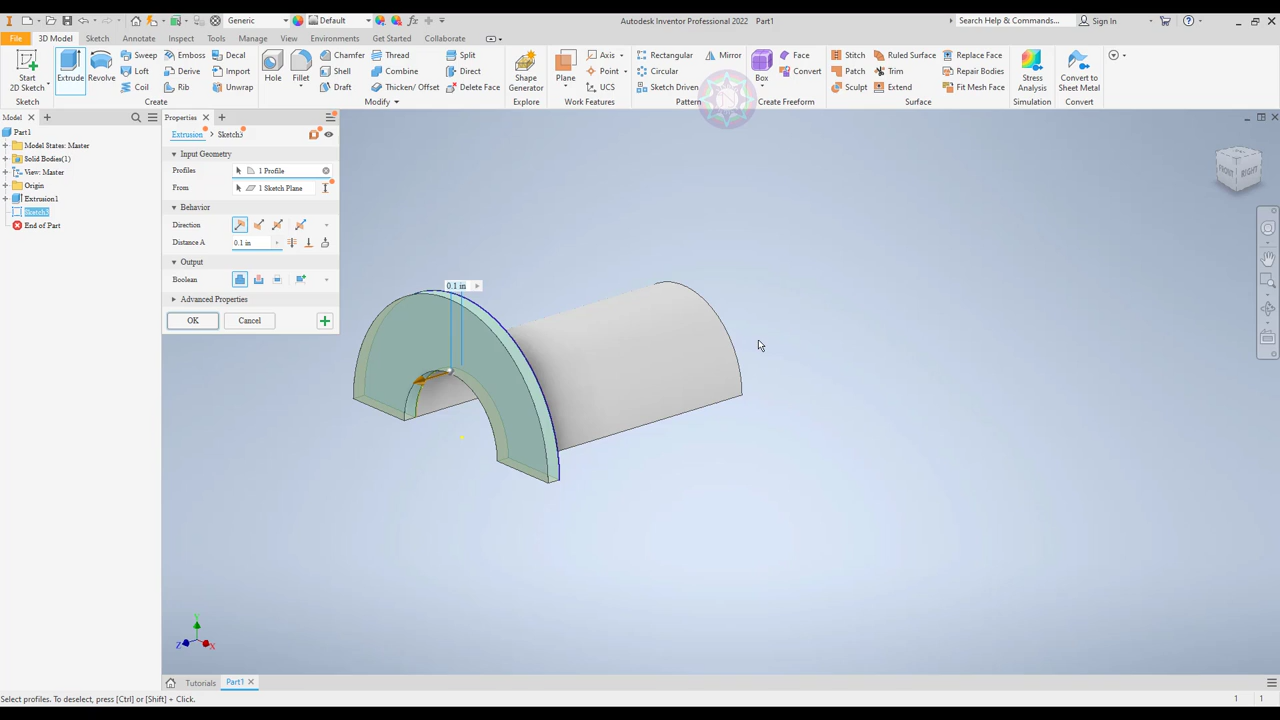 Generic
Default
Autodesk Inventor Professional 2022 Part1
Search Help & Commands...
Sign In
File
3D Model
Sketch
Annotate
Inspect
Tools
Manage
View
Environments
Get Started
Collaborate
Start
2D Sketch
Extrude
Revolve
Sweep
Loft
Coil
Emboss
Derive
Rib
Decal
Import
Unwrap
Hole
Fillet
Chamfer
Shell
Draft
Thread
Combine
Thicken/ Offset
Split
Direct
Delete Face
Shape
Generator
Plane
Axis
Point
UCS
Rectangular
Circular
Sketch Driven
Mirror
Box
Face
Convert
Stitch
Patch
Sculpt
Ruled Surface
Trim
Extend
Replace Face
Repair Bodies
Fit Mesh Face
Stress
Analysis
Convert to
Sheet Metal
Sketch
Create
Modify
Explore
Work Features
Pattern
Create Freeform
Surface
Simulation
Convert
Model
Part1
Model States: Master
Solid Bodies(1)
View: Master
Origin
Extrusion1
Sketch3
End of Part
Properties
Extrusion > Sketch3
Input Geometry
Profiles 1 Profile
From 1 Sketch Plane
Behavior
Direction
Distance A 0.1 in
Output
Boolean
Advanced Properties
OK Cancel
0.1 in
FRONT RIGHT
Y
Z X
Tutorials
Part1
Select profiles. To deselect, press [Ctrl] or [Shift] + Click.
1 1